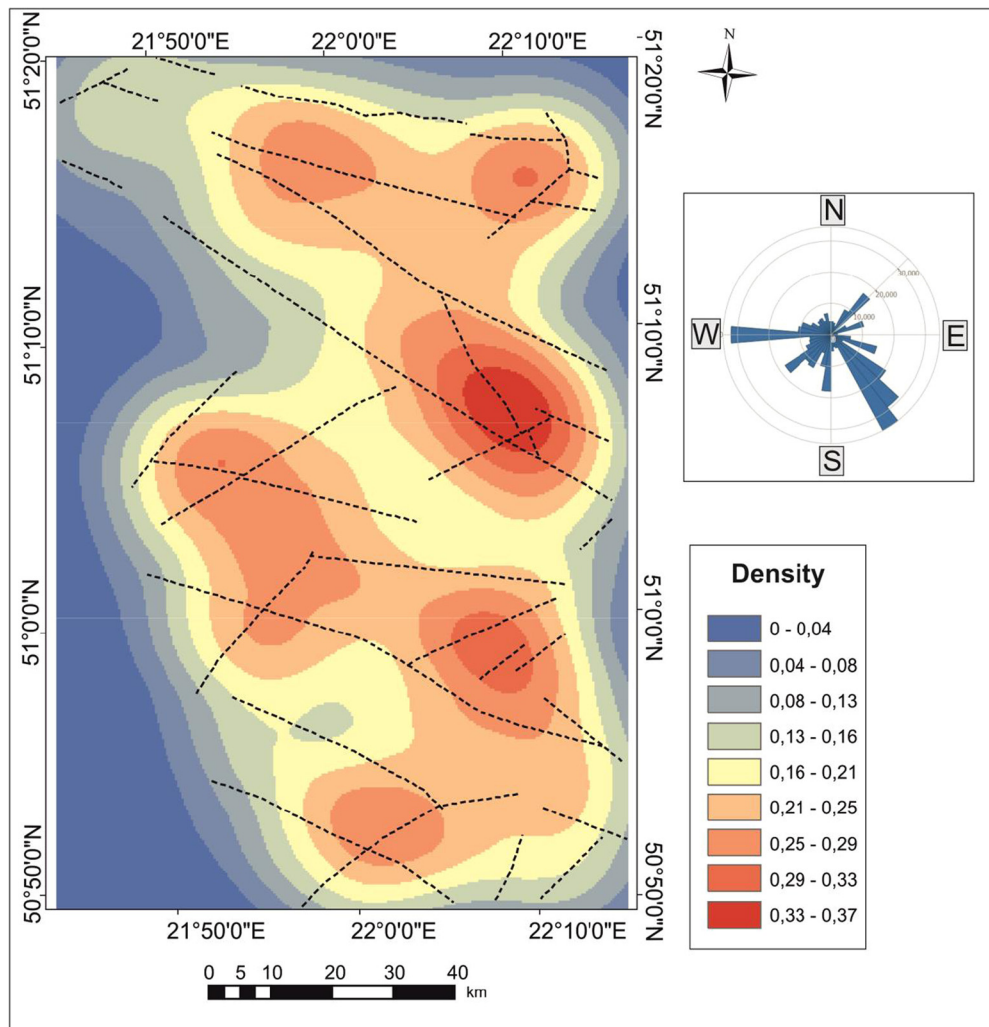 21°50'0"E 22°0'0"E 22°10'0"E
51°20'0"N
51°10'0"N
51°0'0"N
50°50'0"N
51°20'0"N
51°10'0"N
51°0'0"N
50°50'0"N
21°50'0"E 22°0'0"E 22°10'0"E
0 5 10 20 30 40
km
N
N
W
E
S
30,000
20,000
10,000
Density
0 - 0,04
0,04 - 0,08
0,08 - 0,13
0,13 - 0,16
0,16 - 0,21
0,21 - 0,25
0,25 - 0,29
0,29 - 0,33
0,33 - 0,37